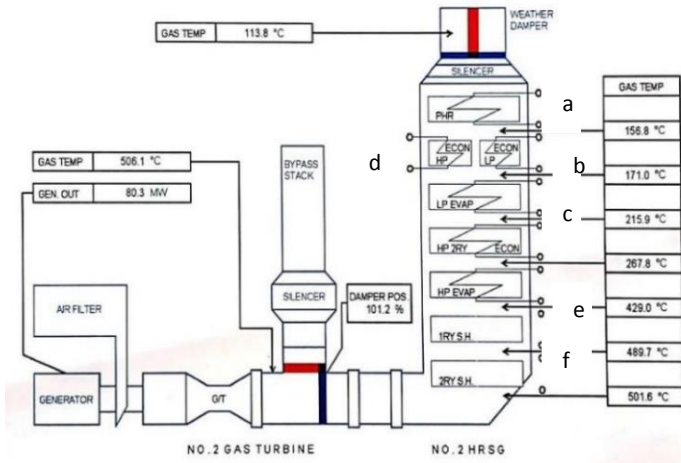 WEATHER
DAMPER
GAS TEMP 113.8 °C
SILENCER
GAS TEMP
a
PHR
156.8 °C
d
ECON
HP
ECON
LP
GAS TEMP 506.1 °C
BYPASS
STACK
b
171.0 °C
GEN. OUT 80.3 MW
LP EVAP
c
215.9 °C
HP 2RY ECON
267.8 °C
SILENCER
DAMPER POS.
101.2 %
HP EVAP
AIR FILTER
e
429.0 °C
1RY S.H.
f
489.7 °C
2RY S.H.
GENERATOR
G/T
501.6 °C
NO.2 GAS TURBINE
NO.2 HRSG